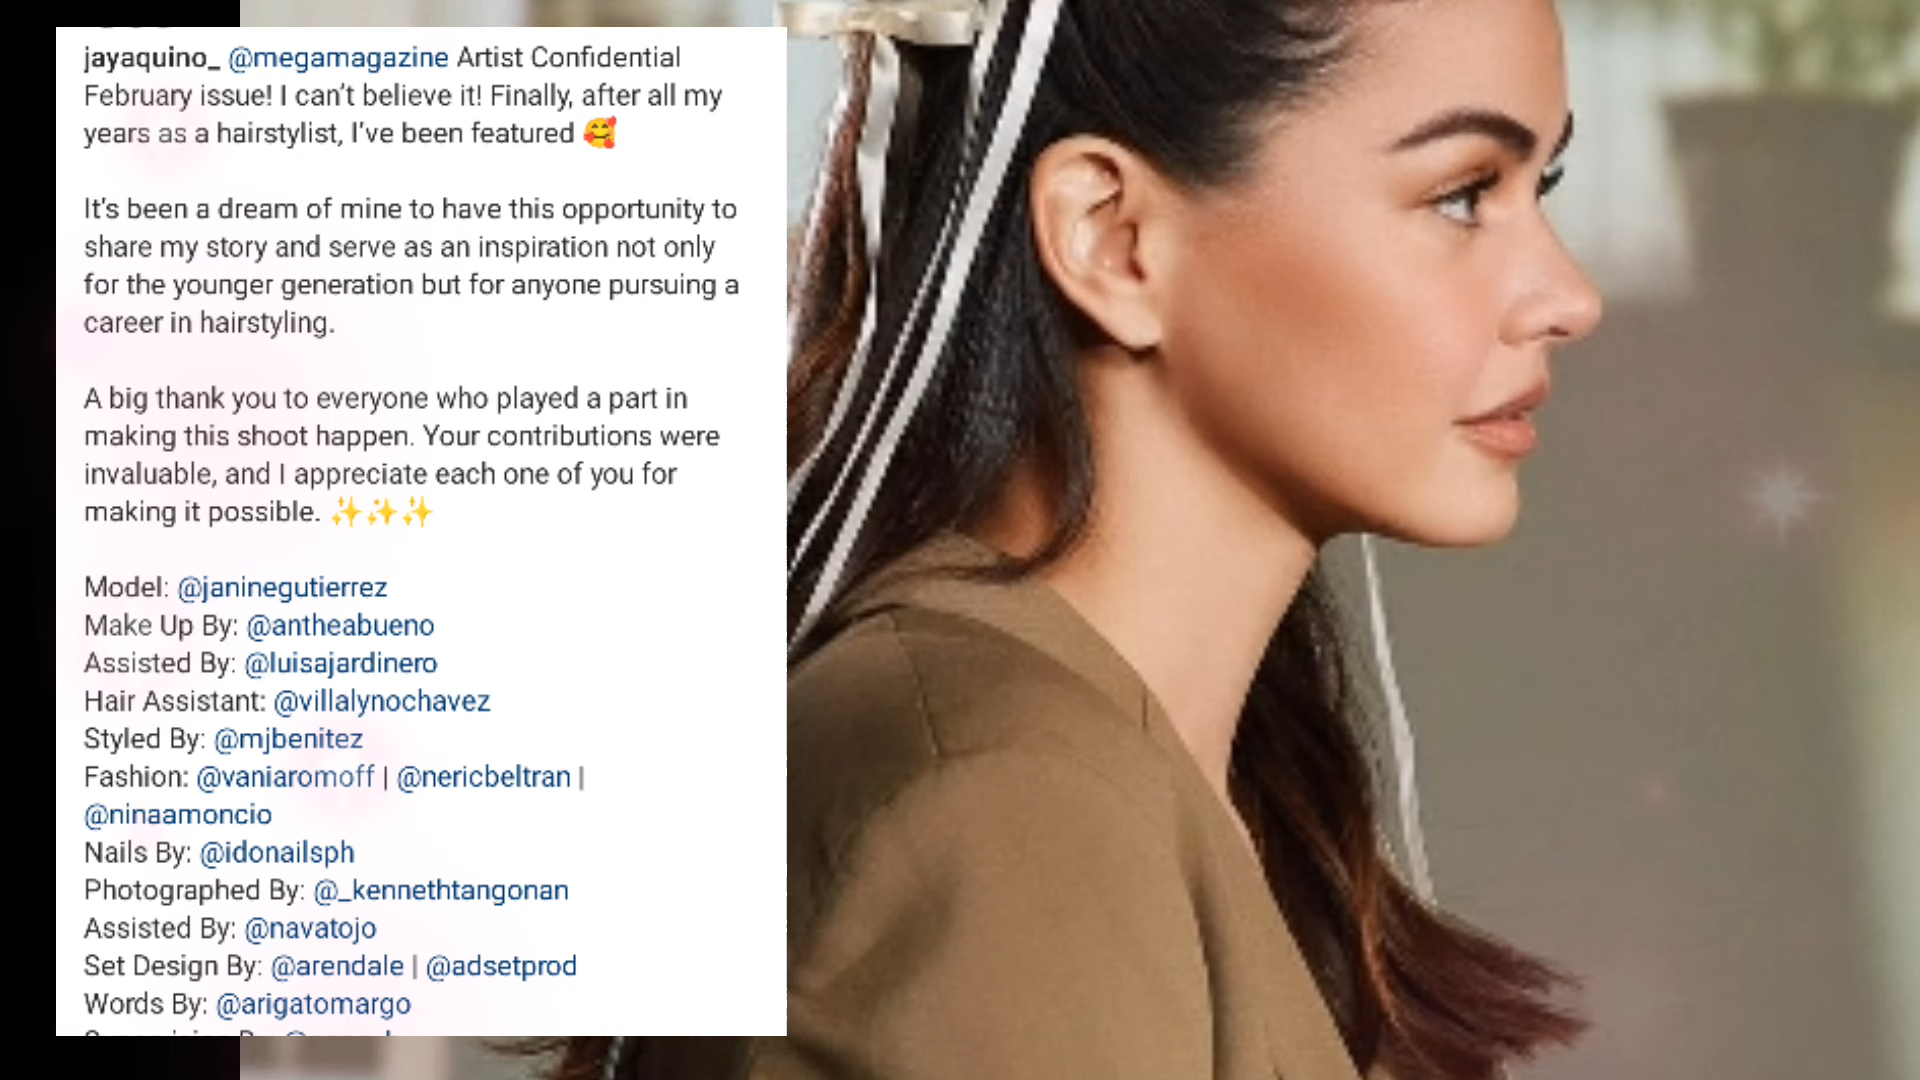 jayaquino_ @megamagazine Artist Confidential
February issue! I can't believe it! Finally, after all my
years as a hairstylist, I've been featured 🥰
It's been a dream of mine to have this opportunity to
share my story and serve as an inspiration not only
for the younger generation but for anyone pursuing a
career in hairstyling.
A big thank you to everyone who played a part in
making this shoot happen. Your contributions were
invaluable, and I appreciate each one of you for
making it possible. ✨✨✨
Model: @janinegutierrez
Make Up By: @antheabueno
Assisted By: @luisajardinero
Hair Assistant: @villalynochavez
Styled By: @mjbenitez
Fashion: @vaniaromoff | @nericbeltran |
@ninaamoncio
Nails By: @idonailsph
Photographed By: @_kennethtangonan
Assisted By: @navatojo
Set Design By: @arendale | @adsetprod
Words By: @arigatomargo